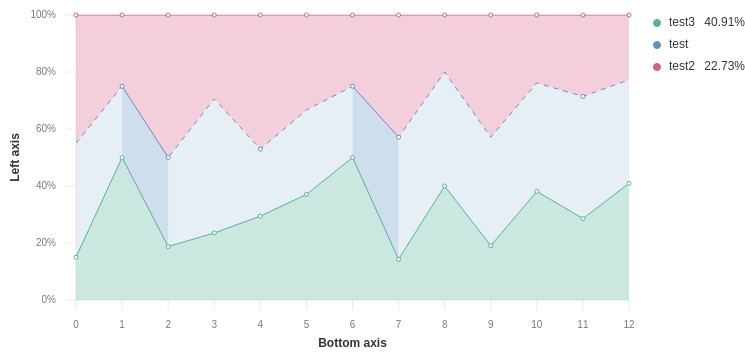 100%
80%
60%
40%
20%
0%
Left axis
0 1 2 3 4 5 6 7 8 9 10 11 12
Bottom axis
test3 40.91%
test
test2 22.73%